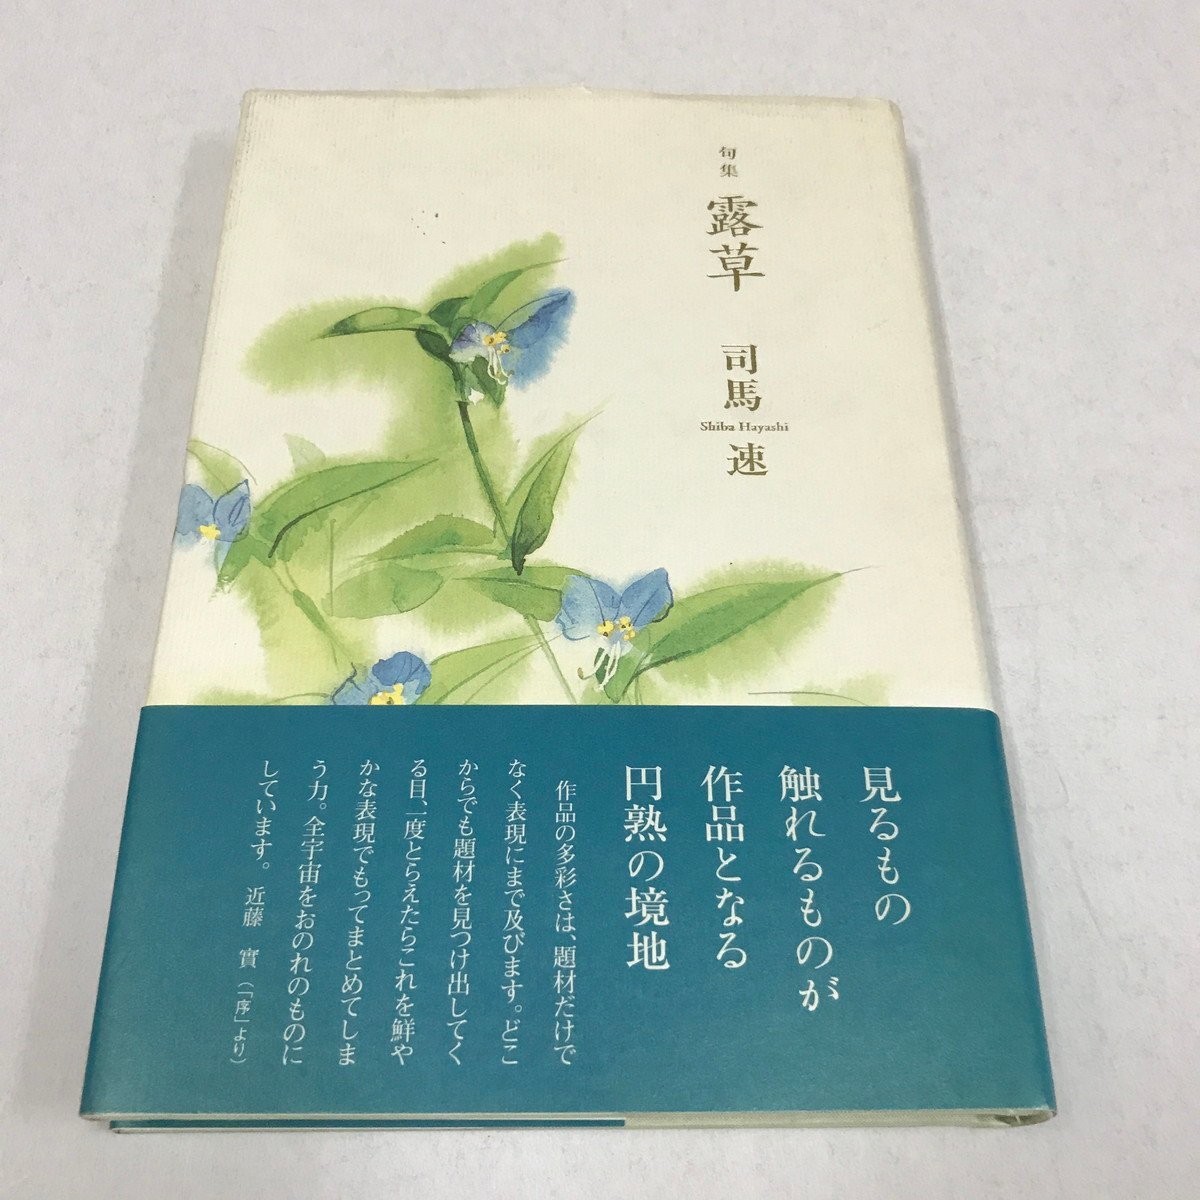 句集
露草
司馬
Shiba Hayashi
速
見るもの
触れるものが
作品となる
円熟の境地
作品の多彩さは、題材だけで
なく表現にまで及びます。どこ
からでも題材を見つけ出してく
る目、一度とらえたらこれを鮮や
かな表現でもってまとめてしま
う力。全宇宙をおのれのものに
しています。 近藤 實(「序」より)